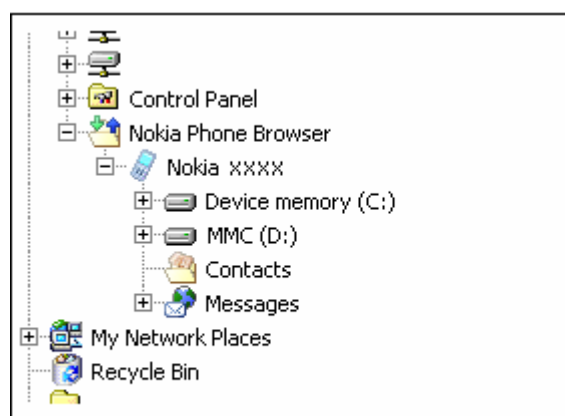 Control Panel
Nokia Phone Browser
Nokia xxxx
Device memory (C:)
MMC (D:)
Contacts
Messages
My Network Places
Recycle Bin